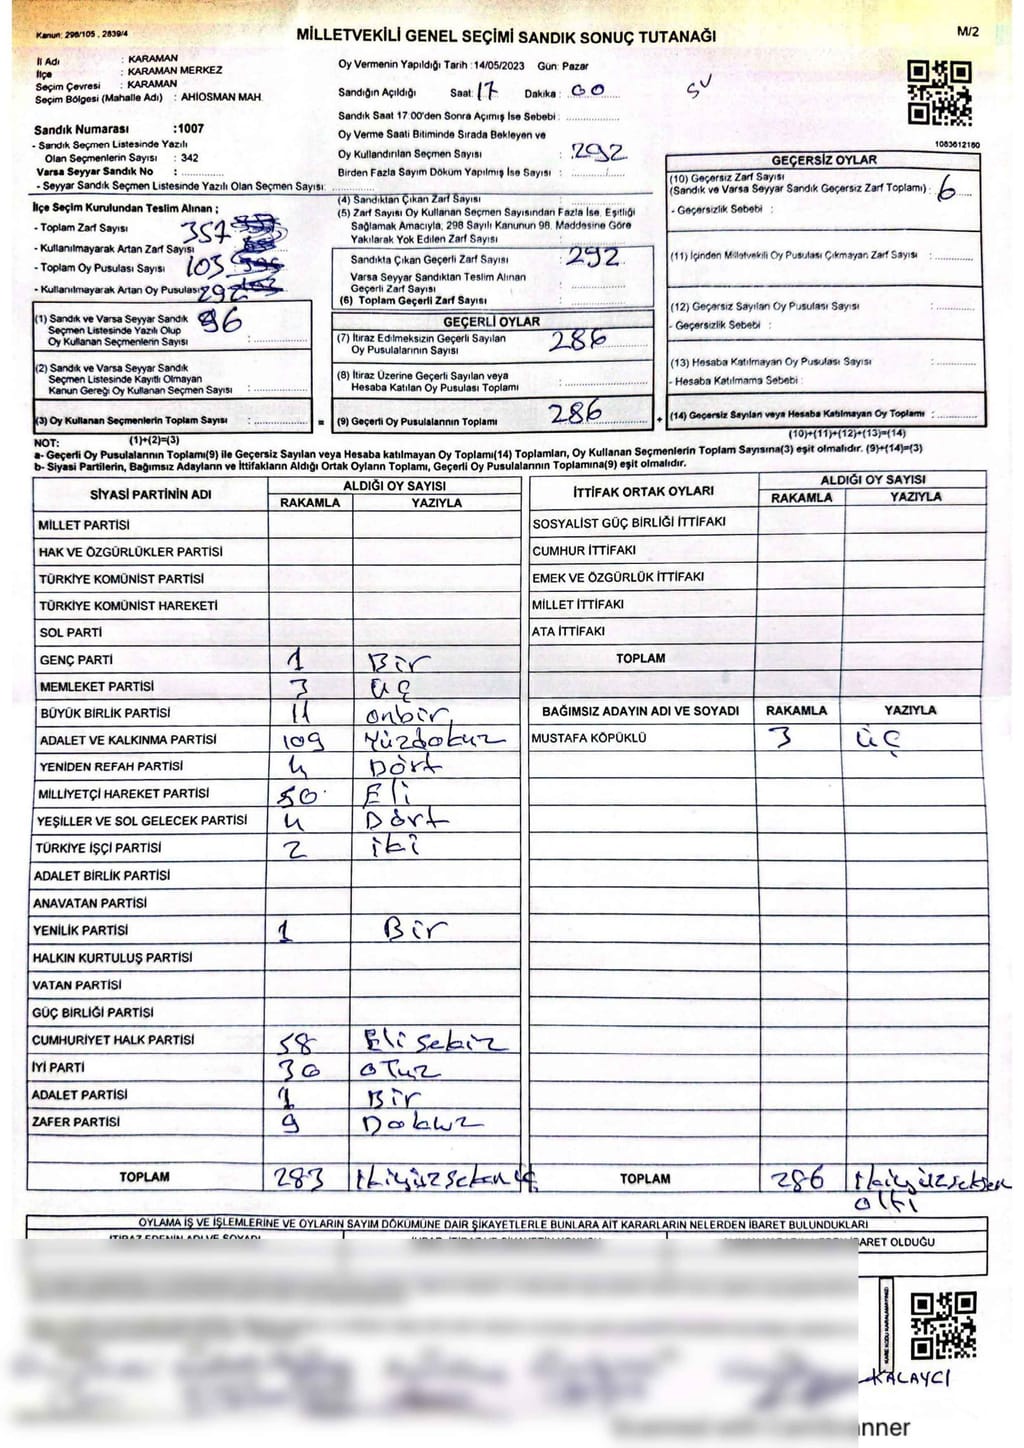 Kanun: 298/105 , 2839/4
MİLLETVEKİLİ GENEL SEÇİMİ SANDIK SONUÇ TUTANAĞI
M/2
İl Adı : KARAMAN
İlçe : KARAMAN MERKEZ
Seçim Çevresi : KARAMAN
Seçim Bölgesi (Mahalle Adı) : AHİOSMAN MAH.
Sandık Numarası :1007
- Sandık Seçmen Listesinde Yazılı
Olan Seçmenlerin Sayısı : 342
Varsa Seyyar Sandık No :
- Seyyar Sandık Seçmen Listesinde Yazılı Olan Seçmen Sayısı:
Oy Vermenin Yapıldığı Tarih :14/05/2023 Gün: Pazar
Sandığın Açıldığı Saat: 17 Dakika: 00
Sandık Saat 17 00'den Sonra Açımış İse Sebebi :
Oy Verme Saati Bitiminde Sırada Bekleyen ve
Oy Kullandırılan Seçmen Sayısı : 292
Birden Fazla Sayım Döküm Yapılmış İse Sayısı :
1083612180
İlçe Seçim Kurulundan Teslim Alınan ;
- Toplam Zarf Sayısı : 357
- Kullanılmayarak Artan Zarf Sayısı
- Toplam Oy Pusulası Sayısı : 103
- Kullanılmayarak Artan Oy Pusulası 292
(1) Sandık ve Varsa Seyyar Sandık 96
Seçmen Listesinde Yazılı Olup
Oy Kullanan Seçmenlerin Sayısı :
(2) Sandık ve Varsa Seyyar Sandık
Seçmen Listesinde Kayıtlı Olmayan
Kanun Gereği Oy Kullanan Seçmen Sayısı :
(3) Oy Kullanan Seçmenlerin Toplam Sayısı : =
(1)+(2)=(3)
(4) Sandıktan Çıkan Zarf Sayısı :
(5) Zarf Sayısı Oy Kullanan Seçmen Sayısından Fazla İse, Eşitliği
Sağlamak Amacıyla, 298 Sayılı Kanunun 98. Maddesine Göre
Yakılarak Yok Edilen Zarf Sayısı :
Sandıkta Çıkan Geçerli Zarf Sayısı : 292
Varsa Seyyar Sandıktan Teslim Alınan
Geçerli Zarf Sayısı :
(6) Toplam Geçerli Zarf Sayısı :
GEÇERLİ OYLAR
(7) İtiraz Edilmeksizin Geçerli Sayılan
Oy Pusulalarının Sayısı : 286
(8) İtiraz Üzerine Geçerli Sayılan veya
Hesaba Katılan Oy Pusulası Toplamı :
(9) Geçerli Oy Pusulalarının Toplamı : 286 +
GEÇERSİZ OYLAR
(10) Geçersiz Zarf Sayısı
(Sandık ve Varsa Seyyar Sandık Geçersiz Zarf Toplamı) : 6
- Geçersizlik Sebebi :
(11) İçinden Milletvekili Oy Pusulası Çıkmayan Zarf Sayısı :
(12) Geçersiz Sayılan Oy Pusulası Sayısı :
- Geçersizlik Sebebi :
(13) Hesaba Katılmayan Oy Pusulası Sayısı :
- Hesaba Katılmama Sebebi :
(14) Geçersiz Sayılan veya Hesaba Katılmayan Oy Toplamı :
(10)+(11)+(12)+(13)=(14)
NOT:
a- Geçerli Oy Pusulalarının Toplamı(9) ile Geçersiz Sayılan veya Hesaba katılmayan Oy Toplamı(14) Toplamları, Oy Kullanan Seçmenlerin Toplam Sayısına(3) eşit olmalıdır. (9)+(14)=(3)
b- Siyasi Partilerin, Bağımsız Adayların ve İttifakların Aldığı Ortak Oyların Toplamı, Geçerli Oy Pusulalarının Toplamına(9) eşit olmalıdır.
SİYASİ PARTİNİN ADI ALDIĞI OY SAYISI
RAKAMLA YAZIYLA
MİLLET PARTİSİ
HAK VE ÖZGÜRLÜKLER PARTİSİ
TÜRKİYE KOMÜNİST PARTİSİ
TÜRKİYE KOMÜNİST HAREKETİ
SOL PARTİ
GENÇ PARTİ 1 Bir
MEMLEKET PARTİSİ 3 üç
BÜYÜK BİRLİK PARTİSİ 11 onbir
ADALET VE KALKINMA PARTİSİ 109 Yüzdokuz
YENİDEN REFAH PARTİSİ 4 Dört
MİLLİYETÇİ HAREKET PARTİSİ 50 Eli
YEŞİLLER VE SOL GELECEK PARTİSİ 4 Dört
TÜRKİYE İŞÇİ PARTİSİ 2 iki
ADALET BİRLİK PARTİSİ
ANAVATAN PARTİSİ
YENİLİK PARTİSİ 1 Bir
HALKIN KURTULUŞ PARTİSİ
VATAN PARTİSİ
GÜÇ BİRLİĞİ PARTİSİ
CUMHURİYET HALK PARTİSİ 58 Eli sekiz
İYİ PARTİ 30 otuz
ADALET PARTİSİ 1 Bir
ZAFER PARTİSİ 9 Dokuz
TOPLAM 283
İTTİFAK ORTAK OYLARI ALDIĞI OY SAYISI
RAKAMLA YAZIYLA
SOSYALİST GÜÇ BİRLİĞİ İTTİFAKI
CUMHUR İTTİFAKI
EMEK VE ÖZGÜRLÜK İTTİFAKI
MİLLET İTTİFAKI
ATA İTTİFAKI
TOPLAM
BAĞIMSIZ ADAYIN ADI VE SOYADI RAKAMLA YAZIYLA
MUSTAFA KÖPÜKLÜ 3 üç
TOPLAM 286 ikiyüzseksen
altı
OYLAMA İŞ VE İŞLEMLERİNE VE OYLARIN SAYIM DÖKÜMÜNE DAİR ŞİKAYETLERLE BUNLARA AİT KARARLARIN NELERDEN İBARET BULUNDUKLARI
BARET OLDUĞU
KALAYCI